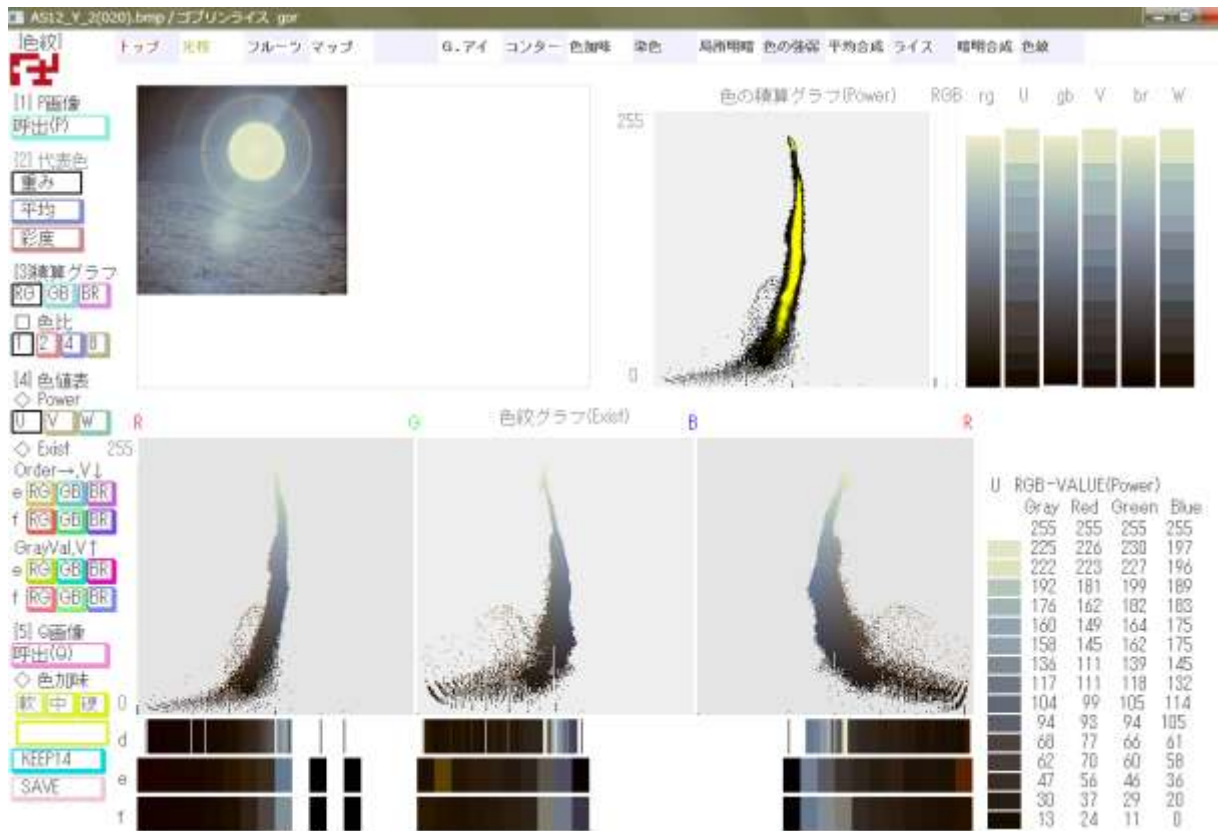 AS12_Y_2(020).bmp/ゴブリンライス gor
[色紋]
トップ 光程 フルーツ マップ G.アイ コンター 色加味 染色 局所明暗 色の強弱 平均合成 ライス 暗明合成 色紋
[1] P画像
呼出(P)
[2] 代表色
重み
平均
彩度
[3]積算グラフ
RG GB BR
□ 色比
1 2 4 8
[4] 色値表
◇ Power
U V W
◇ Exist
Order→,V↓
e RG GB BR
f RG GB BR
GrayVal,V↑
e RG GB BR
f RG GB BR
[5] G画像
呼出(G)
◇ 色加味
軟 中 硬
KEEP14
SAVE
色の積算グラフ(Power) RGB rg U gb V br W
255
0
色紋グラフ(Exist)
R G B R
255
0
d
e
f
U RGB-VALUE(Power)
Gray Red Green Blue
255 255 255 255
225 226 230 197
222 223 227 196
192 181 199 189
176 162 182 183
160 149 164 175
158 145 162 175
136 111 139 145
117 111 118 132
104 99 105 114
94 93 94 105
68 77 66 61
62 70 60 58
47 56 46 36
30 37 29 20
13 24 11 0